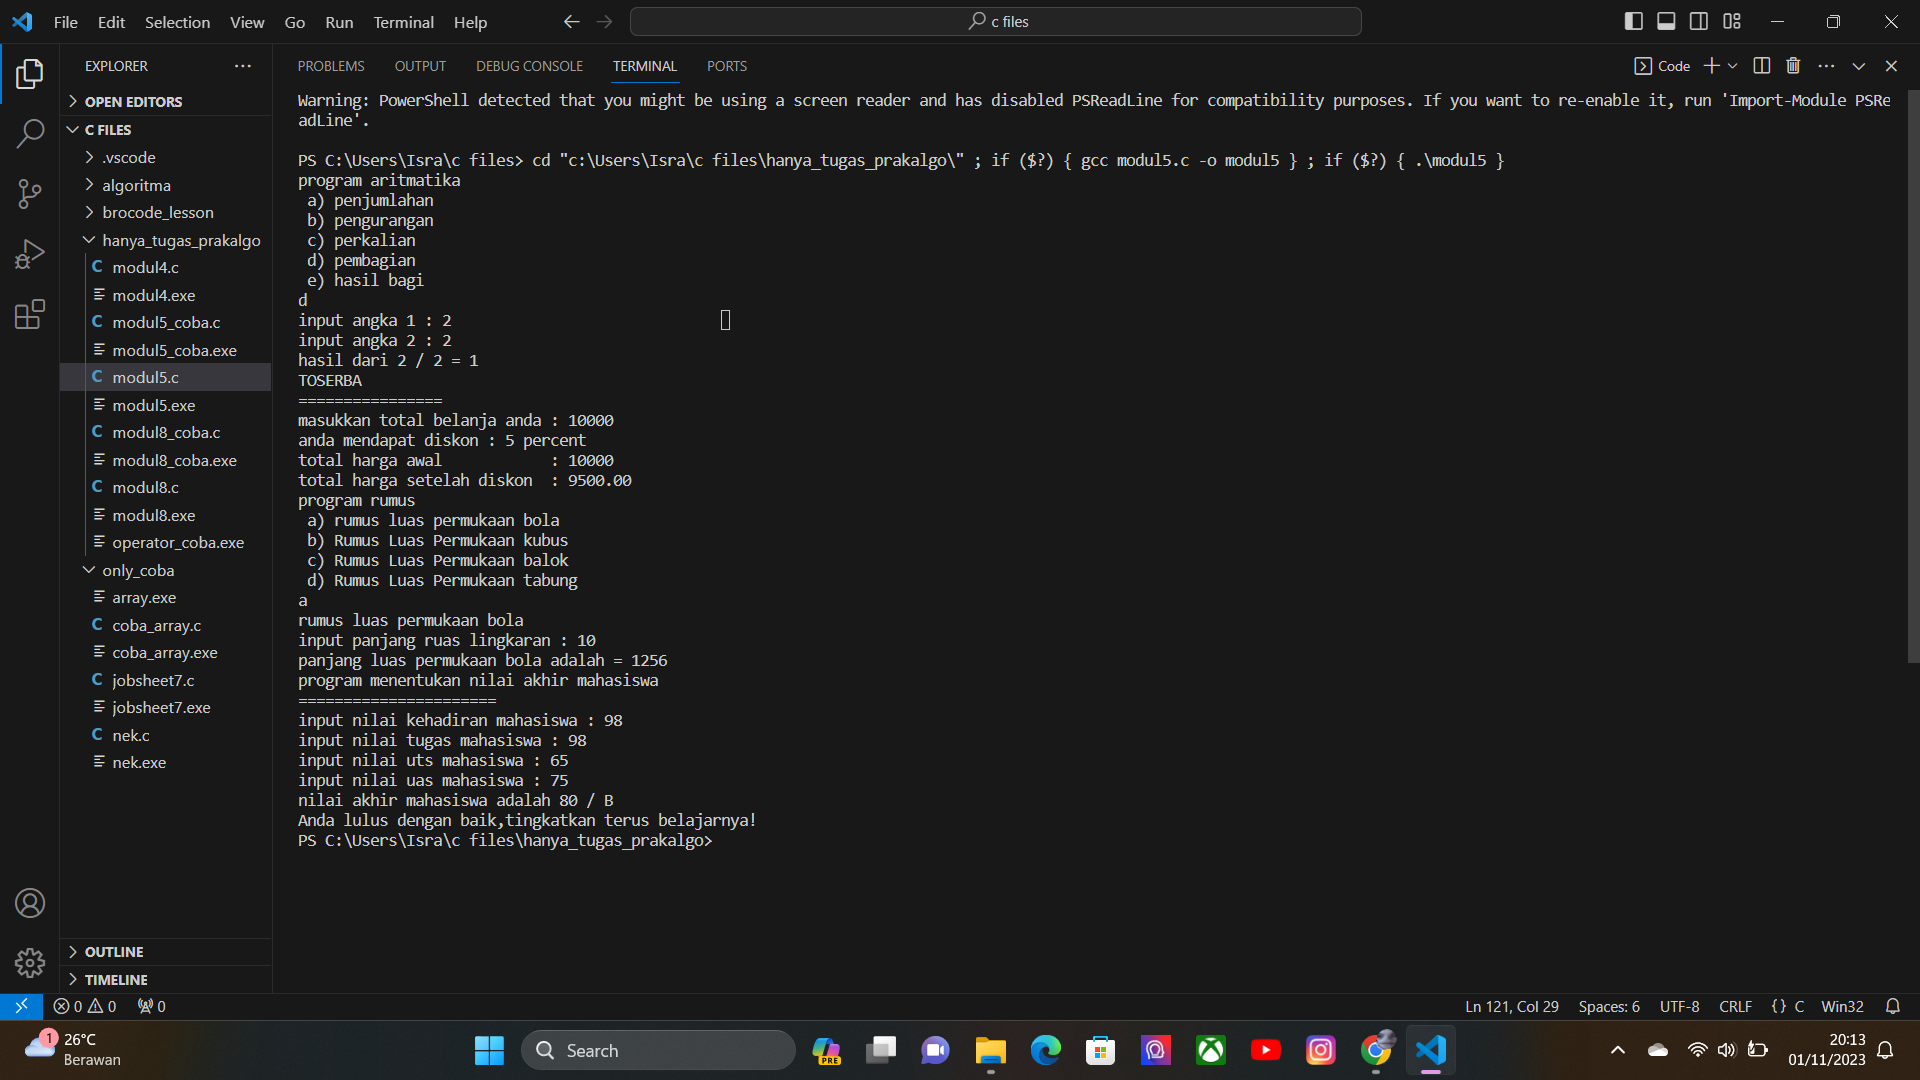 File Edit Selection View Go Run Terminal Help
c files
EXPLORER
OPEN EDITORS
C FILES
.vscode
algoritma
brocode_lesson
hanya_tugas_prakalgo
C modul4.c
modul4.exe
C modul5_coba.c
modul5_coba.exe
C modul5.c
modul5.exe
C modul8_coba.c
modul8_coba.exe
C modul8.c
modul8.exe
operator_coba.exe
only_coba
array.exe
C coba_array.c
coba_array.exe
C jobsheet7.c
jobsheet7.exe
C nek.c
nek.exe
OUTLINE
TIMELINE
PROBLEMS OUTPUT DEBUG CONSOLE TERMINAL PORTS
Code
Warning: PowerShell detected that you might be using a screen reader and has disabled PSReadLine for compatibility purposes. If you want to re-enable it, run 'Import-Module PSRe
adLine'.
PS C:\Users\Isra\c files> cd "c:\Users\Isra\c files\hanya_tugas_prakalgo\" ; if ($?) { gcc modul5.c -o modul5 } ; if ($?) { .\modul5 }
program aritmatika
a) penjumlahan
b) pengurangan
c) perkalian
d) pembagian
e) hasil bagi
d
input angka 1 : 2
input angka 2 : 2
hasil dari 2 / 2 = 1
TOSERBA
================
masukkan total belanja anda : 10000
anda mendapat diskon : 5 percent
total harga awal : 10000
total harga setelah diskon : 9500.00
program rumus
a) rumus luas permukaan bola
b) Rumus Luas Permukaan kubus
c) Rumus Luas Permukaan balok
d) Rumus Luas Permukaan tabung
a
rumus luas permukaan bola
input panjang ruas lingkaran : 10
panjang luas permukaan bola adalah = 1256
program menentukan nilai akhir mahasiswa
======================
input nilai kehadiran mahasiswa : 98
input nilai tugas mahasiswa : 98
input nilai uts mahasiswa : 65
input nilai uas mahasiswa : 75
nilai akhir mahasiswa adalah 80 / B
Anda lulus dengan baik,tingkatkan terus belajarnya!
PS C:\Users\Isra\c files\hanya_tugas_prakalgo>
0 0 0
Ln 121, Col 29 Spaces: 6 UTF-8 CRLF {} C Win32
1
26°C
Berawan
Search
PRE
20:13
01/11/2023